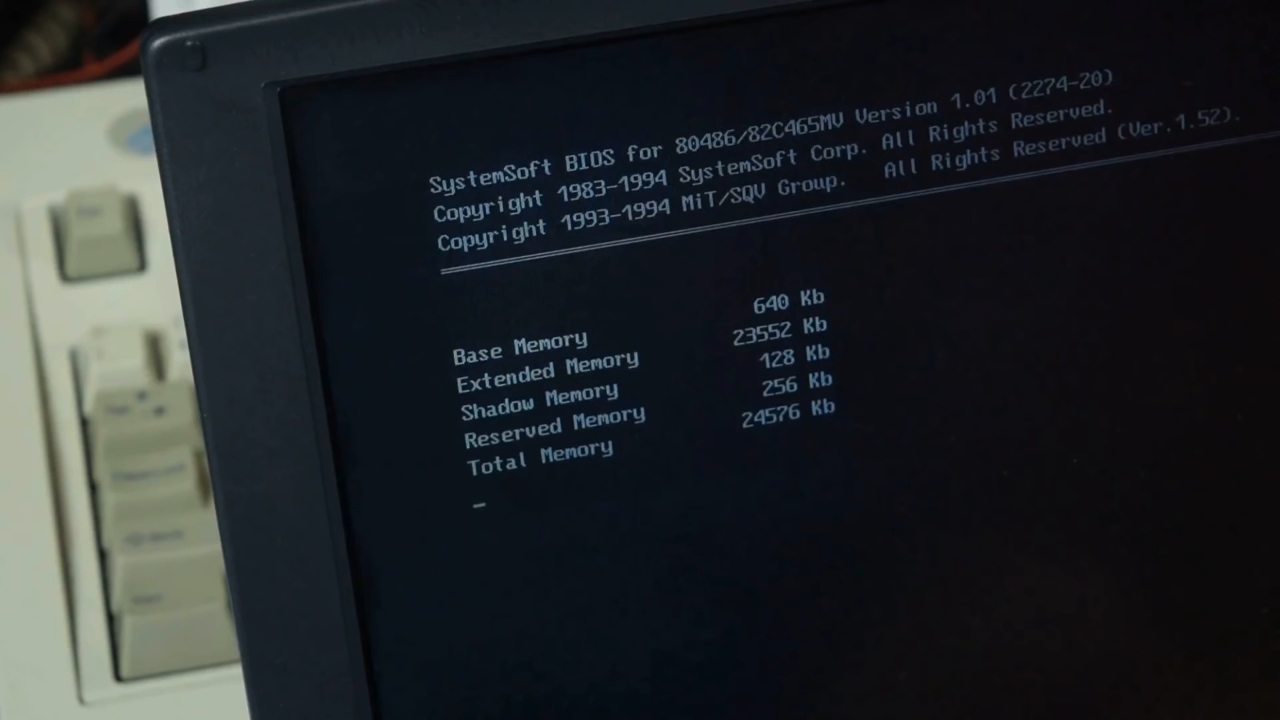 SystemSoft BIOS for 80486/82C465MV Version 1.01 (2274-20)
Copyright 1983-1994 SystemSoft Corp. All Rights Reserved.
Copyright 1993-1994 MiT/SQV Group. All Rights Reserved (Ver.1.52).
Base Memory 640 Kb
Extended Memory 23552 Kb
Shadow Memory 128 Kb
Reserved Memory 256 Kb
Total Memory 24576 Kb
_